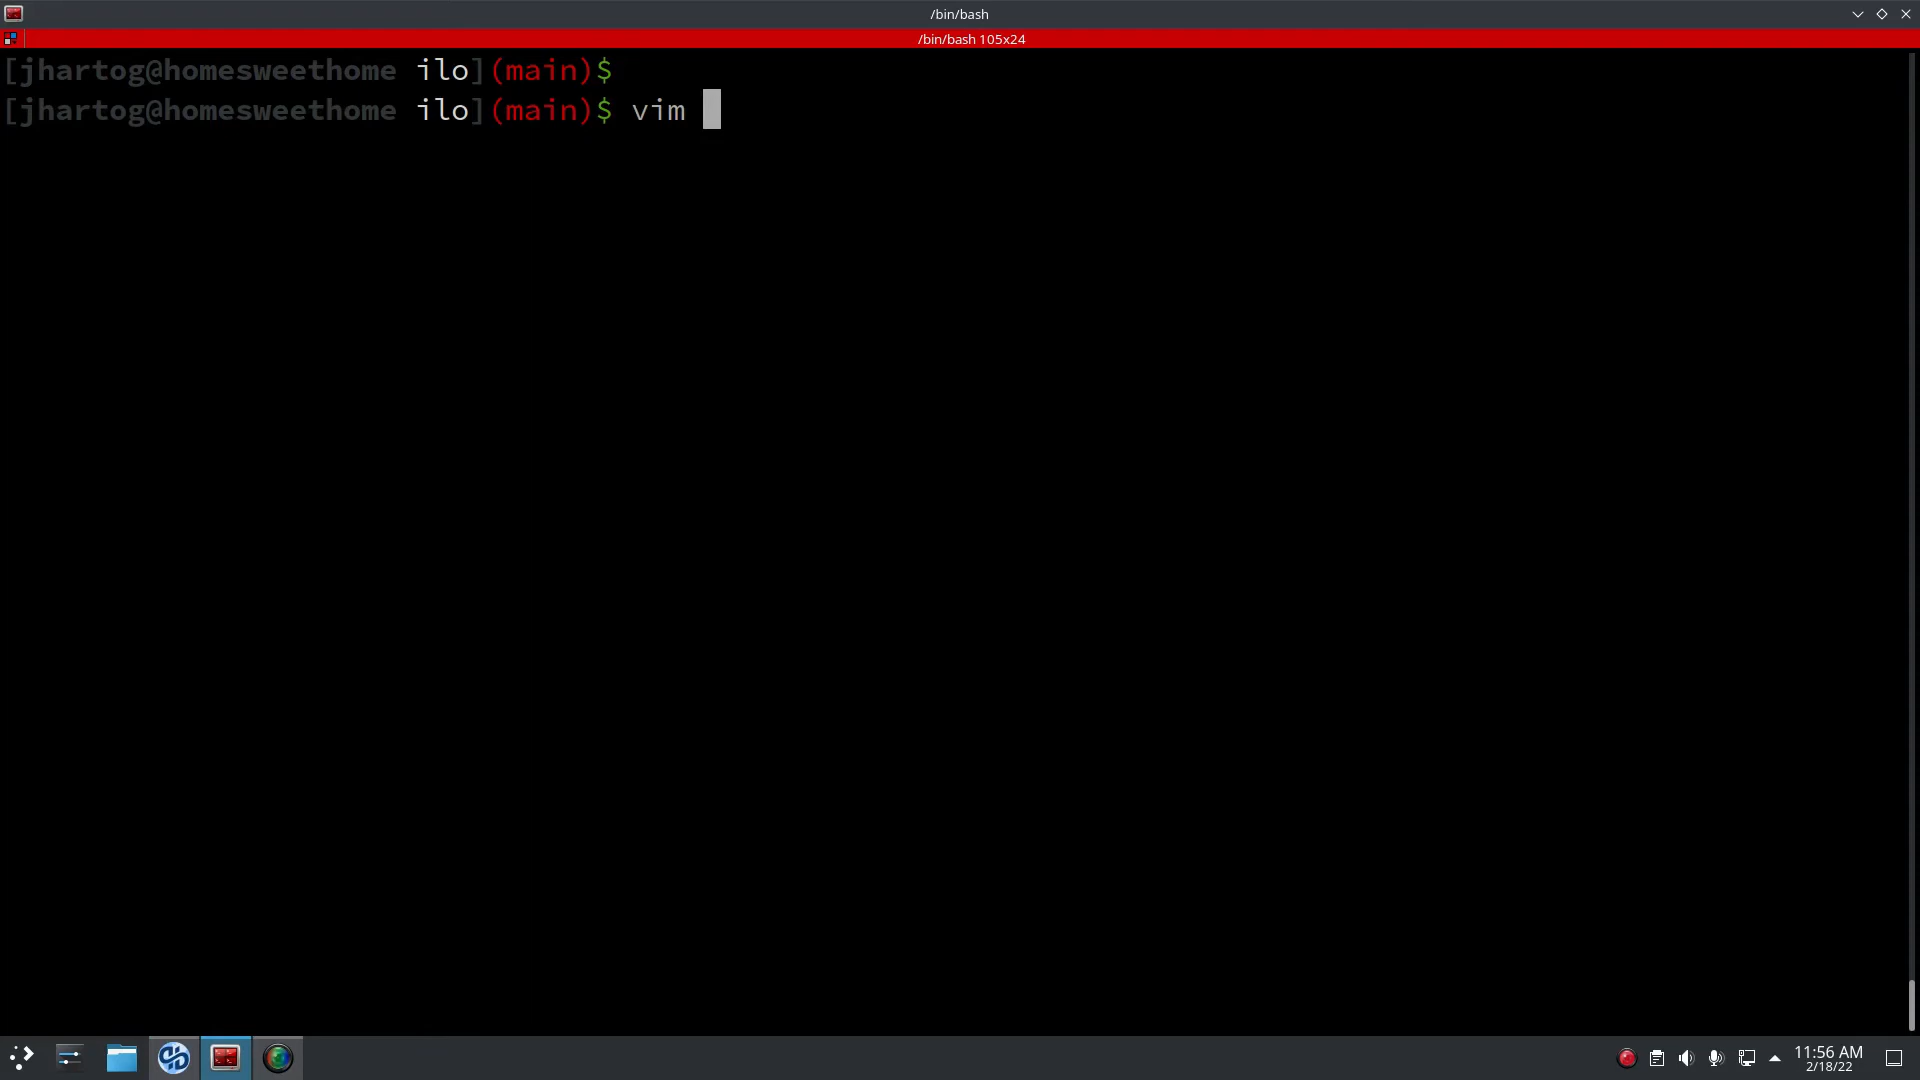 /bin/bash
/bin/bash 105x24
[jhartog@homesweethome ilo](main)$
[jhartog@homesweethome ilo](main)$ vim
11:56 AM
2/18/22